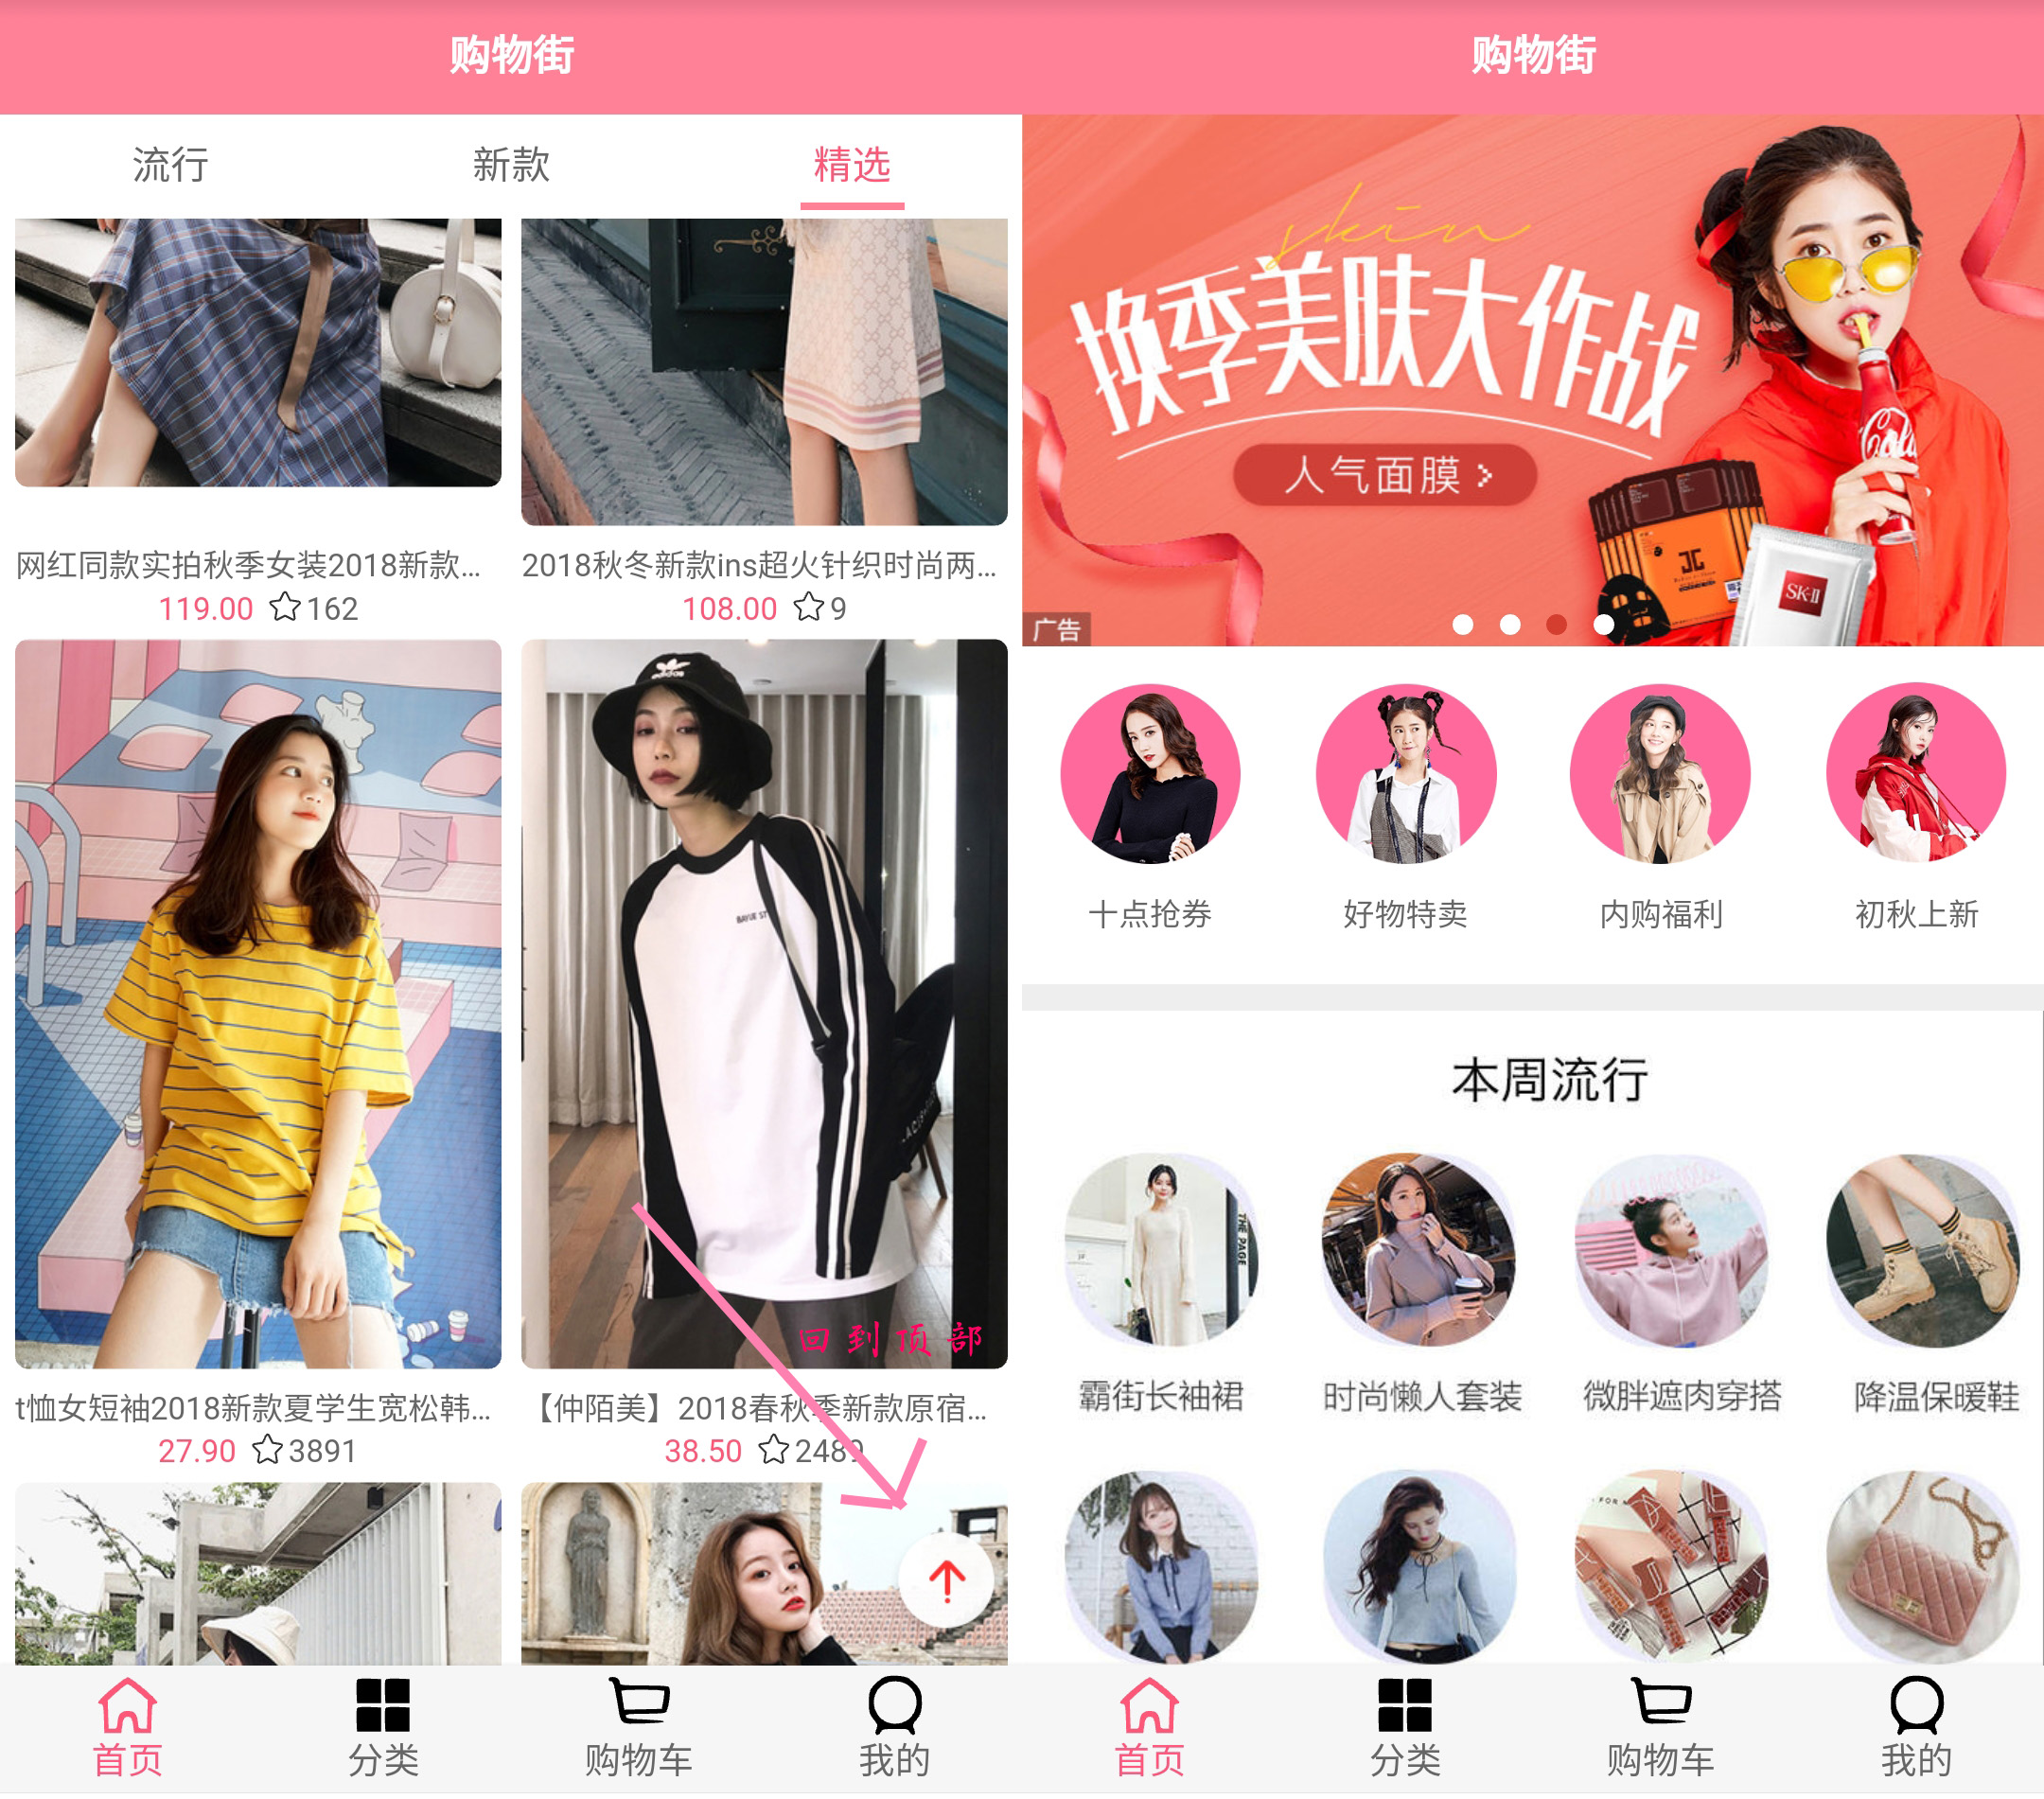 购物街
流行
新款
精选
网红同款实拍秋季女装2018新款...
119.00 162
2018秋冬新款ins超火针织时尚两...
108.00 9
adidas
t恤女短袖2018新款夏学生宽松韩...
27.90 3891
回到顶部
【仲陌美】2018春秋季新款原宿...
38.50 2489
首页
分类
购物车
我的
购物街
skin
换季美肤大作战
人气面膜
SK-II
广告
十点抢券
好物特卖
内购福利
初秋上新
本周流行
THE PAGE
霸街长袖裙
时尚懒人套装
微胖遮肉穿搭
降温保暖鞋
首页
分类
购物车
我的